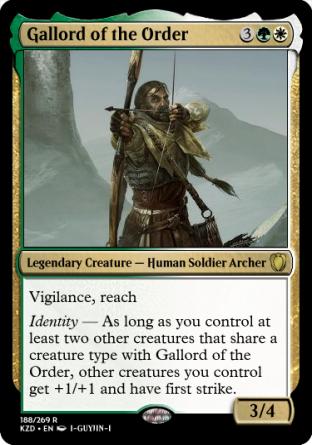 Gallord of the Order 3
Legendary Creature — Human Soldier Archer
Vigilance, reach
Identity — As long as you control at
least two other creatures that share a
creature type with Gallord of the
Order, other creatures you control
get +1/+1 and have first strike.
188/269 R
KZD • EN I-GUYJIN-I
3/4